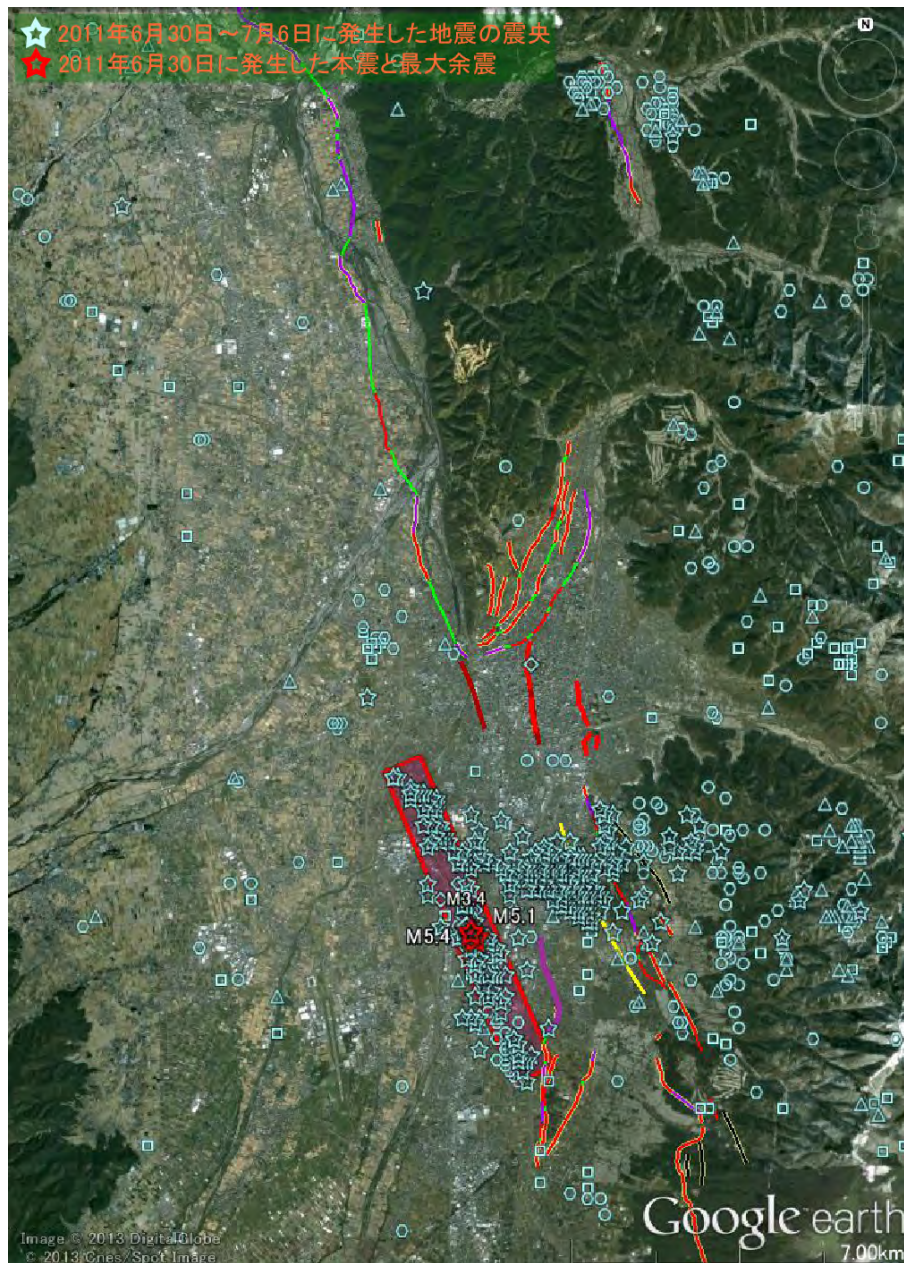 2011年6月30日～7月6日に発生した地震の震央
2011年6月30日に発生した本震と最大余震
N
M3.4
M5.1
M5.4
Google earth
Image © 2013 DigitalGlobe
© 2013 Cnes/Spot Image
7.00km